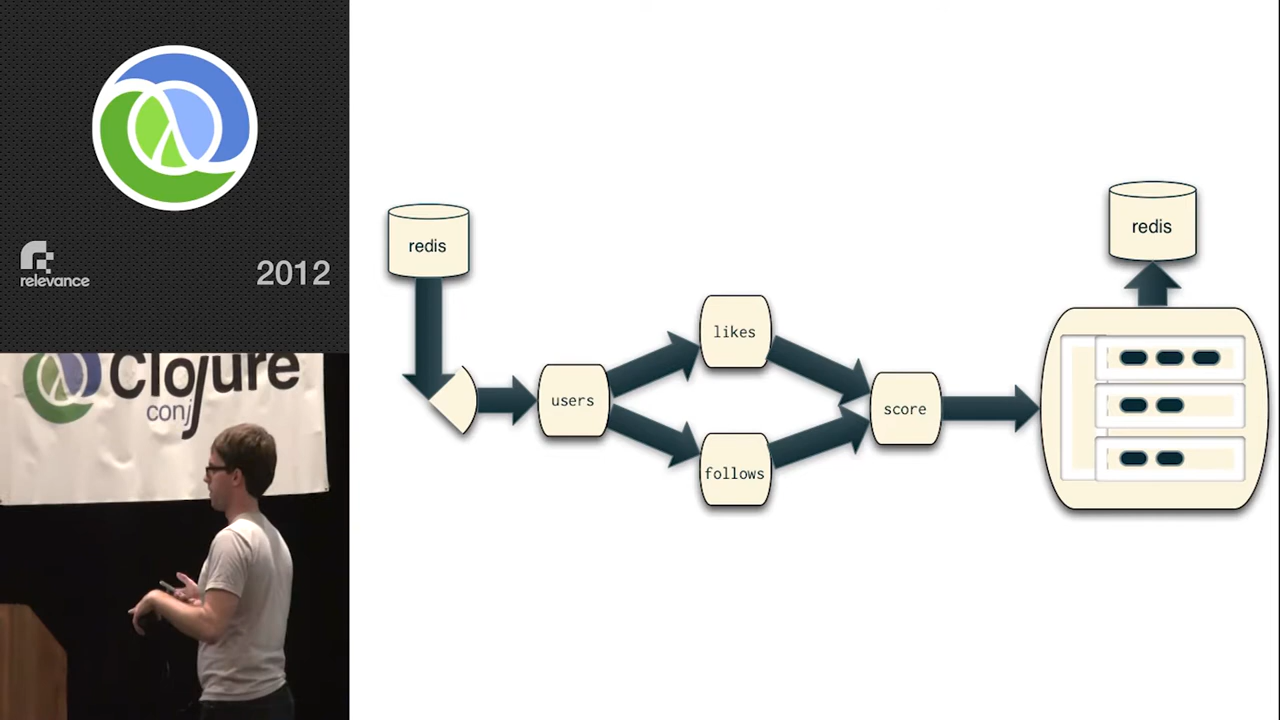 relevance
2012
Clojure
conj
redis
users
likes
follows
score
redis